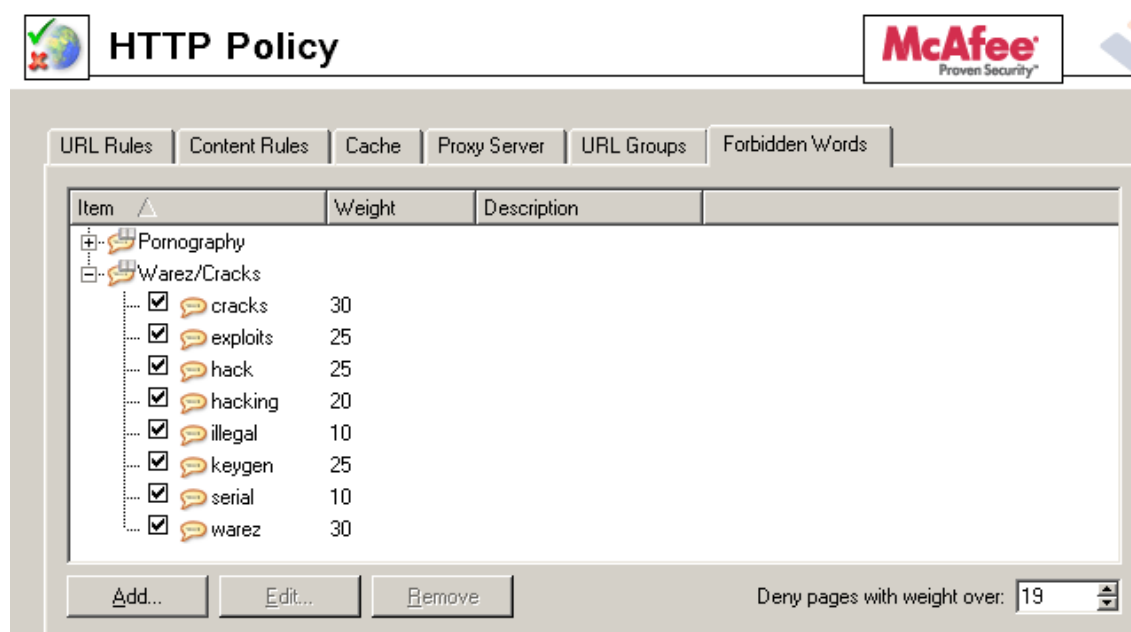 HTTP Policy
McAfee
Proven Security™
URL Rules Content Rules Cache Proxy Server URL Groups Forbidden Words
Item Weight Description
Pornography
Warez/Cracks
cracks 30
exploits 25
hack 25
hacking 20
illegal 10
keygen 25
serial 10
warez 30
Add... Edit... Remove Deny pages with weight over: 19